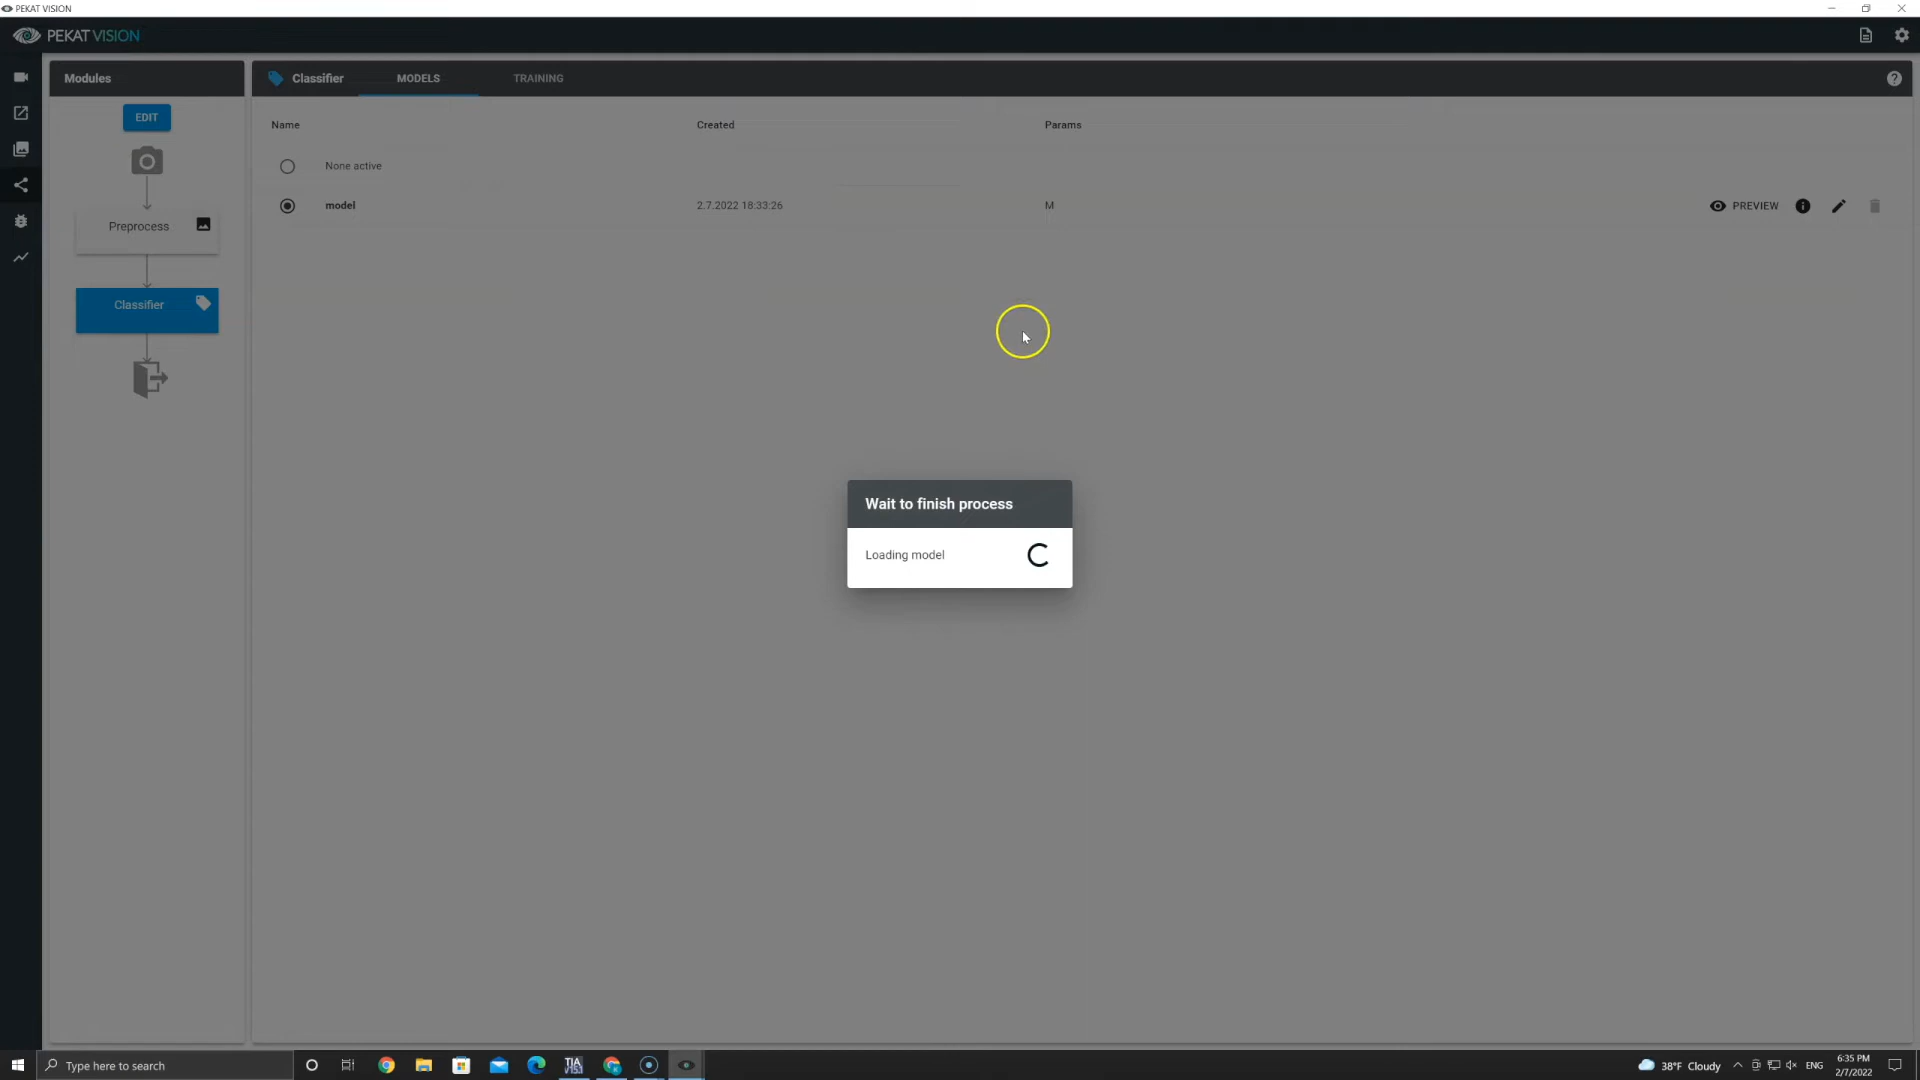 PEKAT VISION
PEKAT VISION
Modules
Classifier
MODELS
TRAINING
EDIT
Name
Created
Params
None active
model
2.7.2022 18:33:26
M
PREVIEW
Preprocess
Classifier
Wait to finish process
Loading model
Type here to search
38°F Cloudy
ENG
6:35 PM
2/7/2022